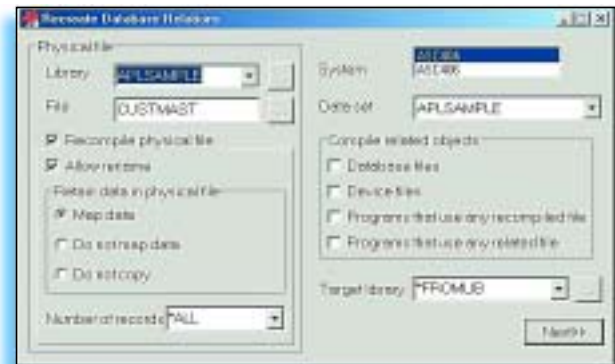 Recreate Database Relations
Physical file
Library APLSAMPLE
File CUSTMAST
Recompile physical file
Allow rename
Retain data in physical file
Map data
Do not map data
Do not copy
Number of records *ALL
System
Data set APLSAMPLE
Compile related objects
Database files
Device files
Programs that use any recompiled file
Programs that use any related file
Target library *FROMLIB
Next>>